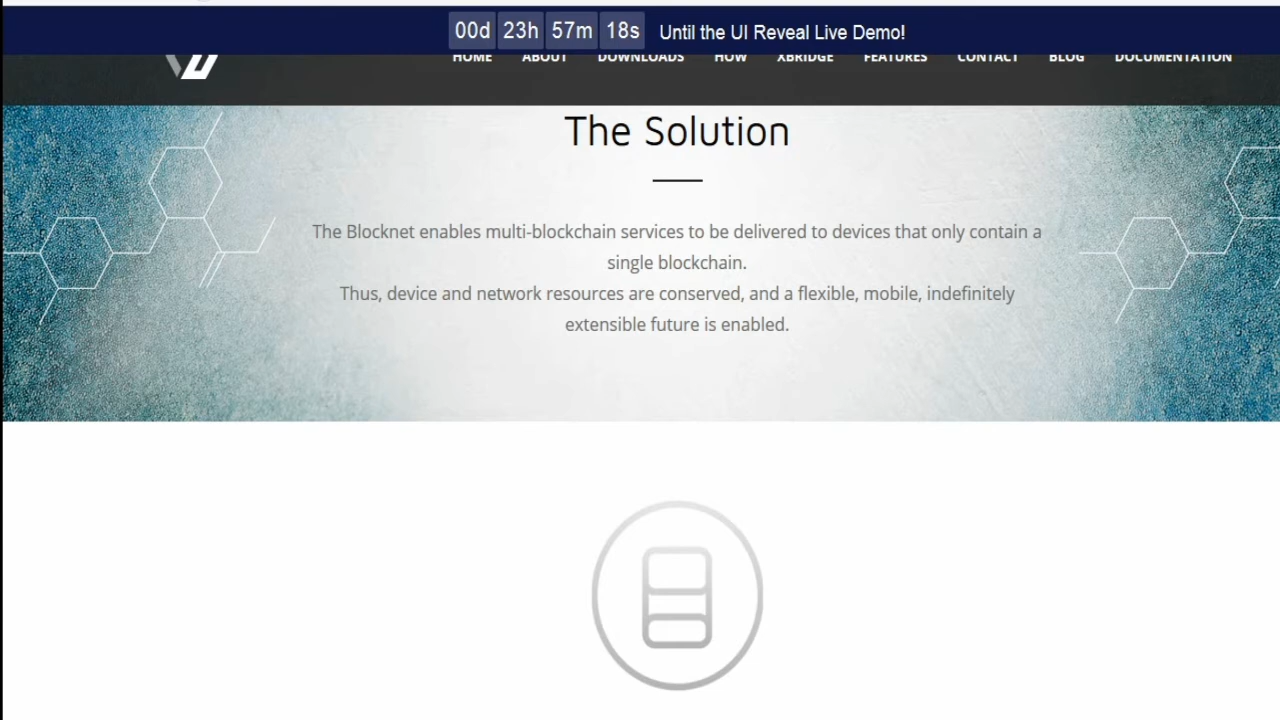 00d 23h 57m 18s Until the UI Reveal Live Demo!
HOME ABOUT DOWNLOADS HOW XBRIDGE FEATURES CONTACT BLOG DOCUMENTATION
The Solution
The Blocknet enables multi-blockchain services to be delivered to devices that only contain a
single blockchain.
Thus, device and network resources are conserved, and a flexible, mobile, indefinitely
extensible future is enabled.